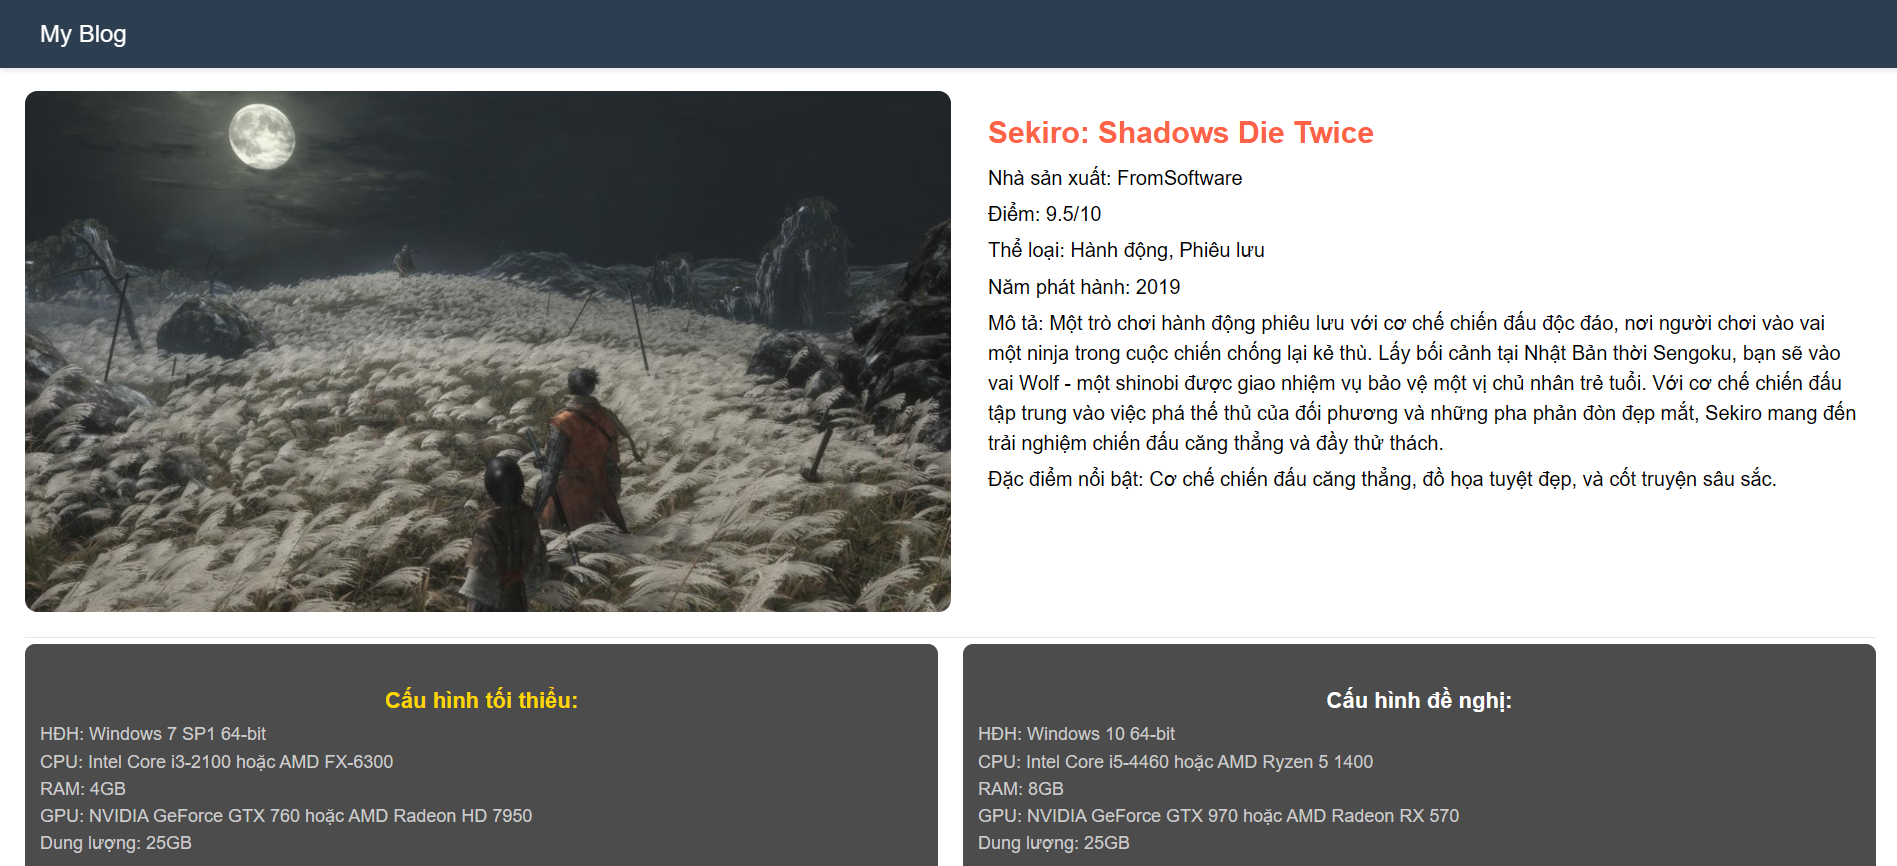 My Blog
Sekiro: Shadows Die Twice
Nhà sản xuất: FromSoftware
Điểm: 9.5/10
Thể loại: Hành động, Phiêu lưu
Năm phát hành: 2019
Mô tả: Một trò chơi hành động phiêu lưu với cơ chế chiến đấu độc đáo, nơi người chơi vào vai
một ninja trong cuộc chiến chống lại kẻ thù. Lấy bối cảnh tại Nhật Bản thời Sengoku, bạn sẽ vào
vai Wolf - một shinobi được giao nhiệm vụ bảo vệ một vị chủ nhân trẻ tuổi. Với cơ chế chiến đấu
tập trung vào việc phá thế thủ của đối phương và những pha phản đòn đẹp mắt, Sekiro mang đến
trải nghiệm chiến đấu căng thẳng và đầy thử thách.
Đặc điểm nổi bật: Cơ chế chiến đấu căng thẳng, đồ họa tuyệt đẹp, và cốt truyện sâu sắc.
Cấu hình tối thiểu:
HĐH: Windows 7 SP1 64-bit
CPU: Intel Core i3-2100 hoặc AMD FX-6300
RAM: 4GB
GPU: NVIDIA GeForce GTX 760 hoặc AMD Radeon HD 7950
Dung lượng: 25GB
Cấu hình đề nghị:
HĐH: Windows 10 64-bit
CPU: Intel Core i5-4460 hoặc AMD Ryzen 5 1400
RAM: 8GB
GPU: NVIDIA GeForce GTX 970 hoặc AMD Radeon RX 570
Dung lượng: 25GB